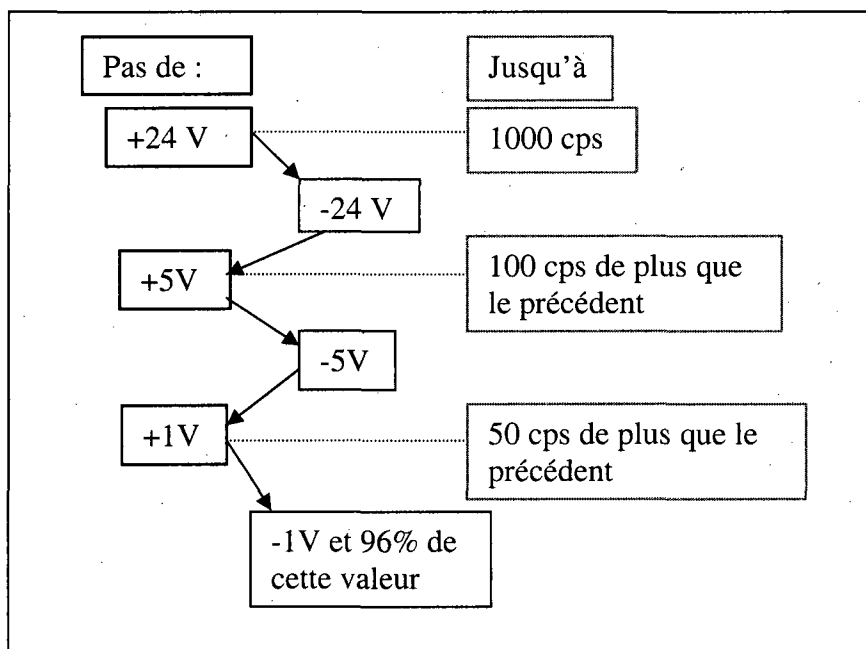 Pas de :
Jusqu'à
+24 V
1000 cps
-24 V
+5V
100 cps de plus que
le précédent
-5V
+1V
50 cps de plus que le
précédent
-1V et 96% de
cette valeur